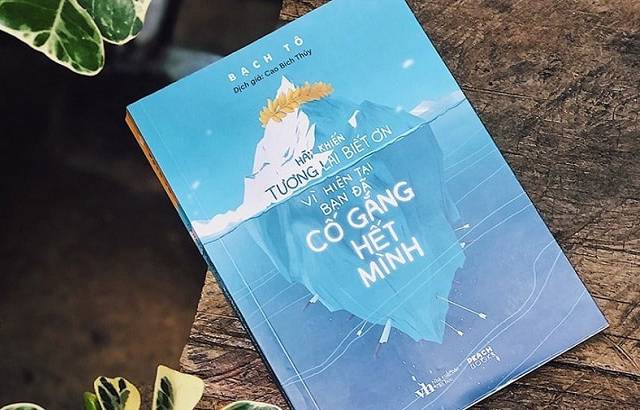 BẠCH TÔ
Dịch giả: Cao Bích Thủy
HÃY KHIẾN
TƯƠNG LAI BIẾT ƠN
VÌ HIỆN TẠI
BẠN ĐÃ
CỐ GẮNG
HẾT
MÌNH
vh
PEACH
BOOKS